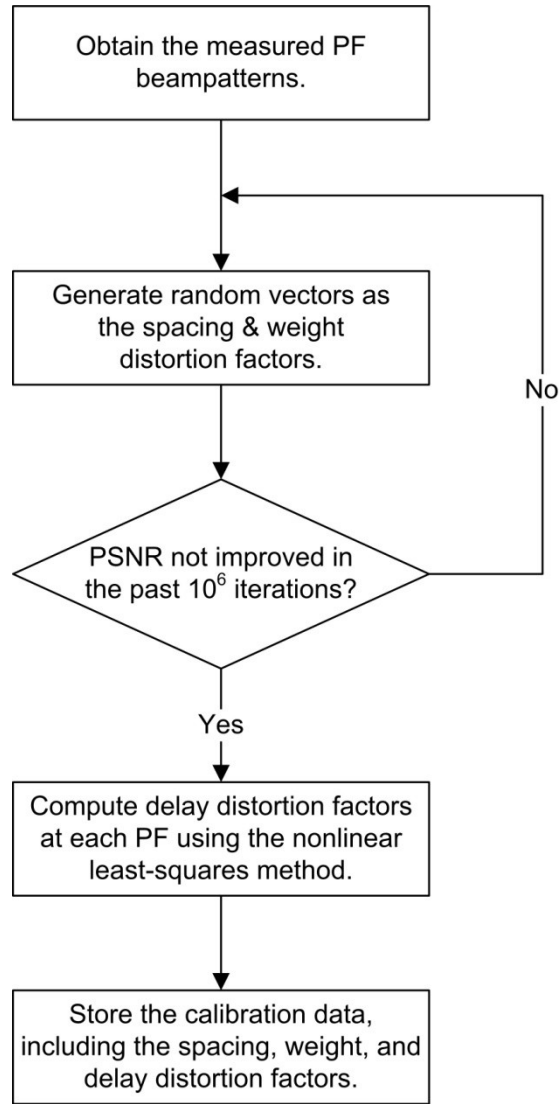 Obtain the measured PF
beampatterns.
Generate random vectors as
the spacing & weight
distortion factors.
No
PSNR not improved in
the past 10⁶ iterations?
Yes
Compute delay distortion factors
at each PF using the nonlinear
least-squares method.
Store the calibration data,
including the spacing, weight, and
delay distortion factors.